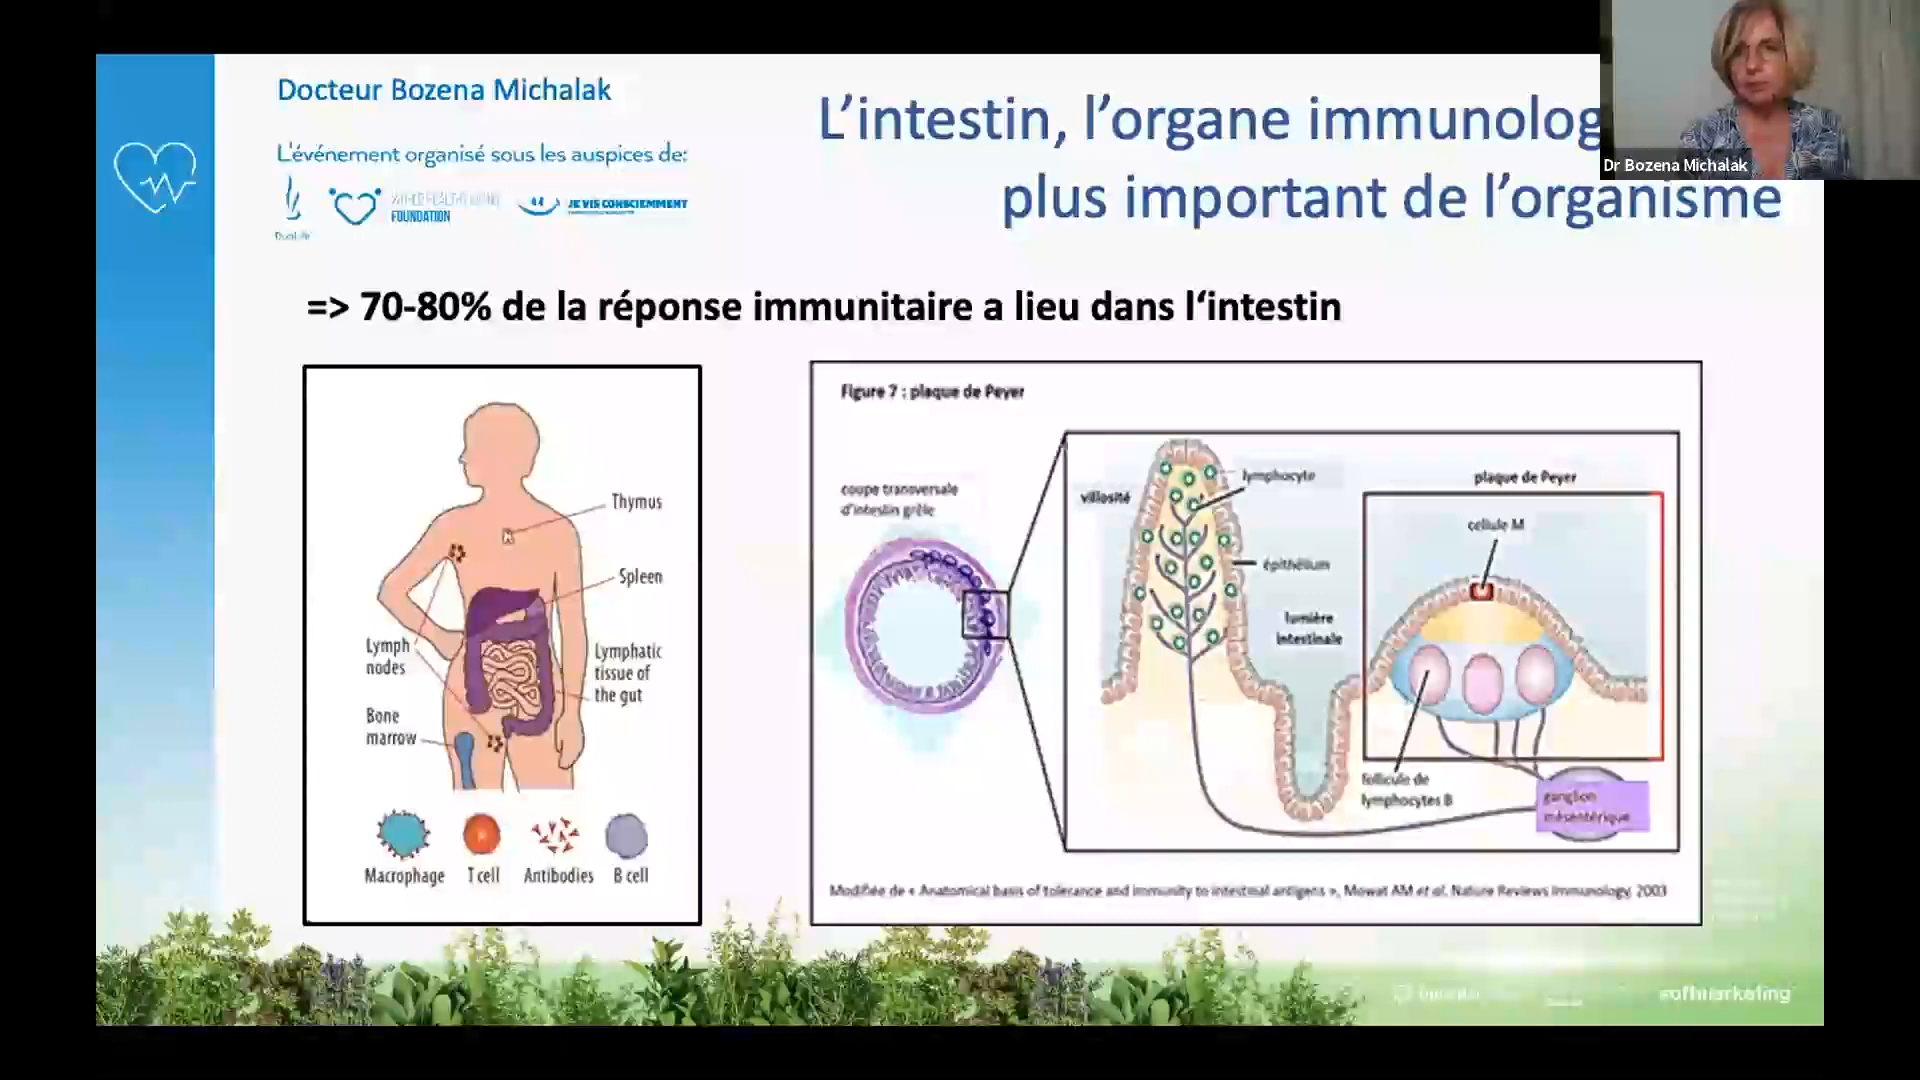 Docteur Bozena Michalak
L'événement organisé sous les auspices de:
FOUNDATION
JE VIS CONSCIEMMENT
L'intestin, l'organe immunolog
plus important de l'organisme
Dr Bozena Michalak
=> 70-80% de la réponse immunitaire a lieu dans l'intestin
Thymus
Spleen
Lymph
nodes
Lymphatic
tissue of
the gut
Bone
marrow
Macrophage
T cell
Antibodies
B cell
Figure 7 : plaque de Peyer
coupe transversale
d'intestin grêle
villosité
lymphocyte
épithélium
lumière
intestinale
plaque de Peyer
cellule M
follicule de
lymphocytes B
ganglion
mésentérique
Modifiée de « Anatomical basis of tolerance and immunity to intestinal antigens », Mowat AM et al. Nature Reviews Immunology, 2003
softmarketing